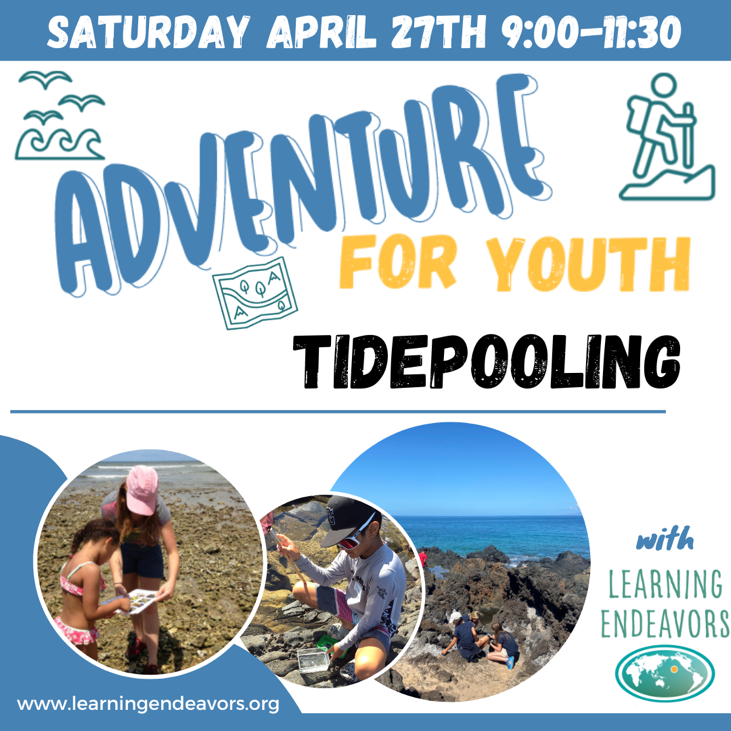 SATURDAY APRIL 27TH 9:00–11:30
ADVENTURE
FOR YOUTH
TIDEPOOLING
with
LEARNING
ENDEAVORS
www.learningendeavors.org